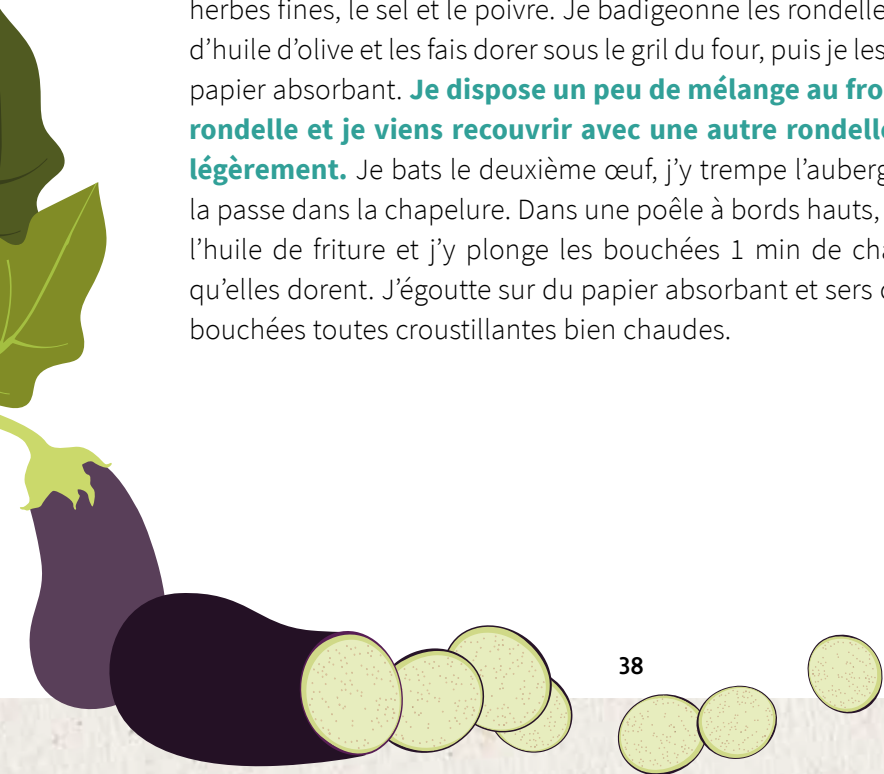 herbes fines, le sel et le poivre. Je badigeonne les rondelle
d’huile d’olive et les fais dorer sous le gril du four, puis je les
papier absorbant. Je dispose un peu de mélange au fro
rondelle et je viens recouvrir avec une autre rondelle
légèrement. Je bats le deuxième œuf, j’y trempe l’auberg
la passe dans la chapelure. Dans une poêle à bords hauts,
l’huile de friture et j’y plonge les bouchées 1 min de cha
qu’elles dorent. J’égoutte sur du papier absorbant et sers
bouchées toutes croustillantes bien chaudes.
38